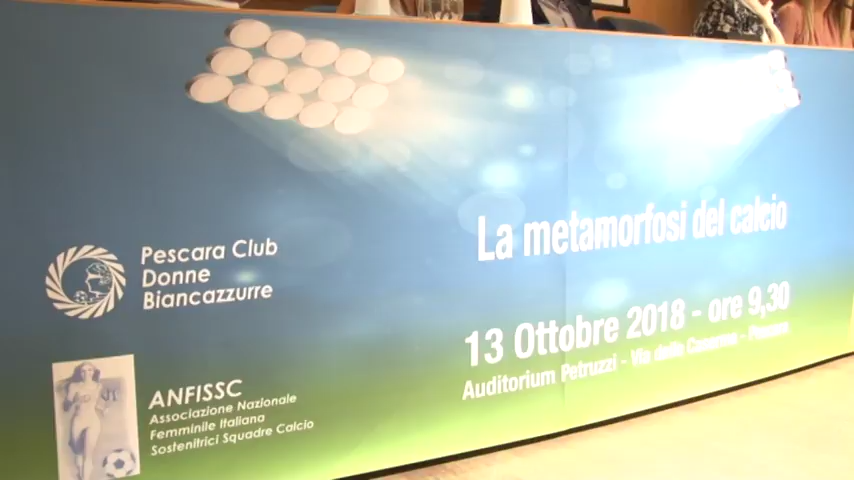 La metamorfosi del calcio
Pescara Club
Donne
Biancazzurre
13 Ottobre 2018 - ore 9,30
Auditorium Petruzzi - Via delle Caserme - Pescara
ANFISSC
Associazione Nazionale
Femminile Italiana
Sostenitrici Squadre Calcio